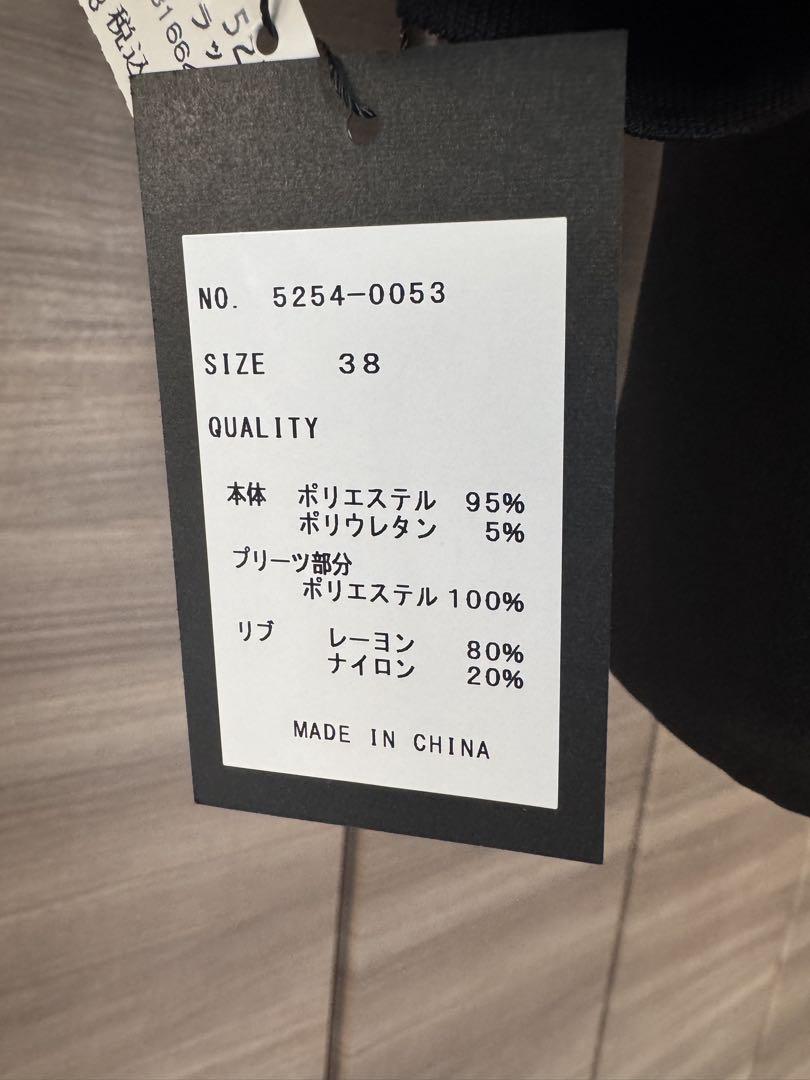 税込
NO. 5254-0053
SIZE 38
QUALITY
本体 ポリエステル 95%
ポリウレタン 5%
プリーツ部分
ポリエステル 100%
リブ レーヨン 80%
ナイロン 20%
MADE IN CHINA